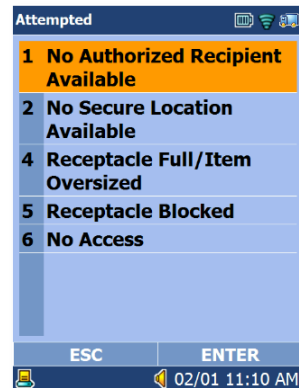 Attempted
1 No Authorized Recipient
Available
2 No Secure Location
Available
4 Receptacle Full/Item
Oversized
5 Receptacle Blocked
6 No Access
ESC ENTER
02/01 11:10 AM